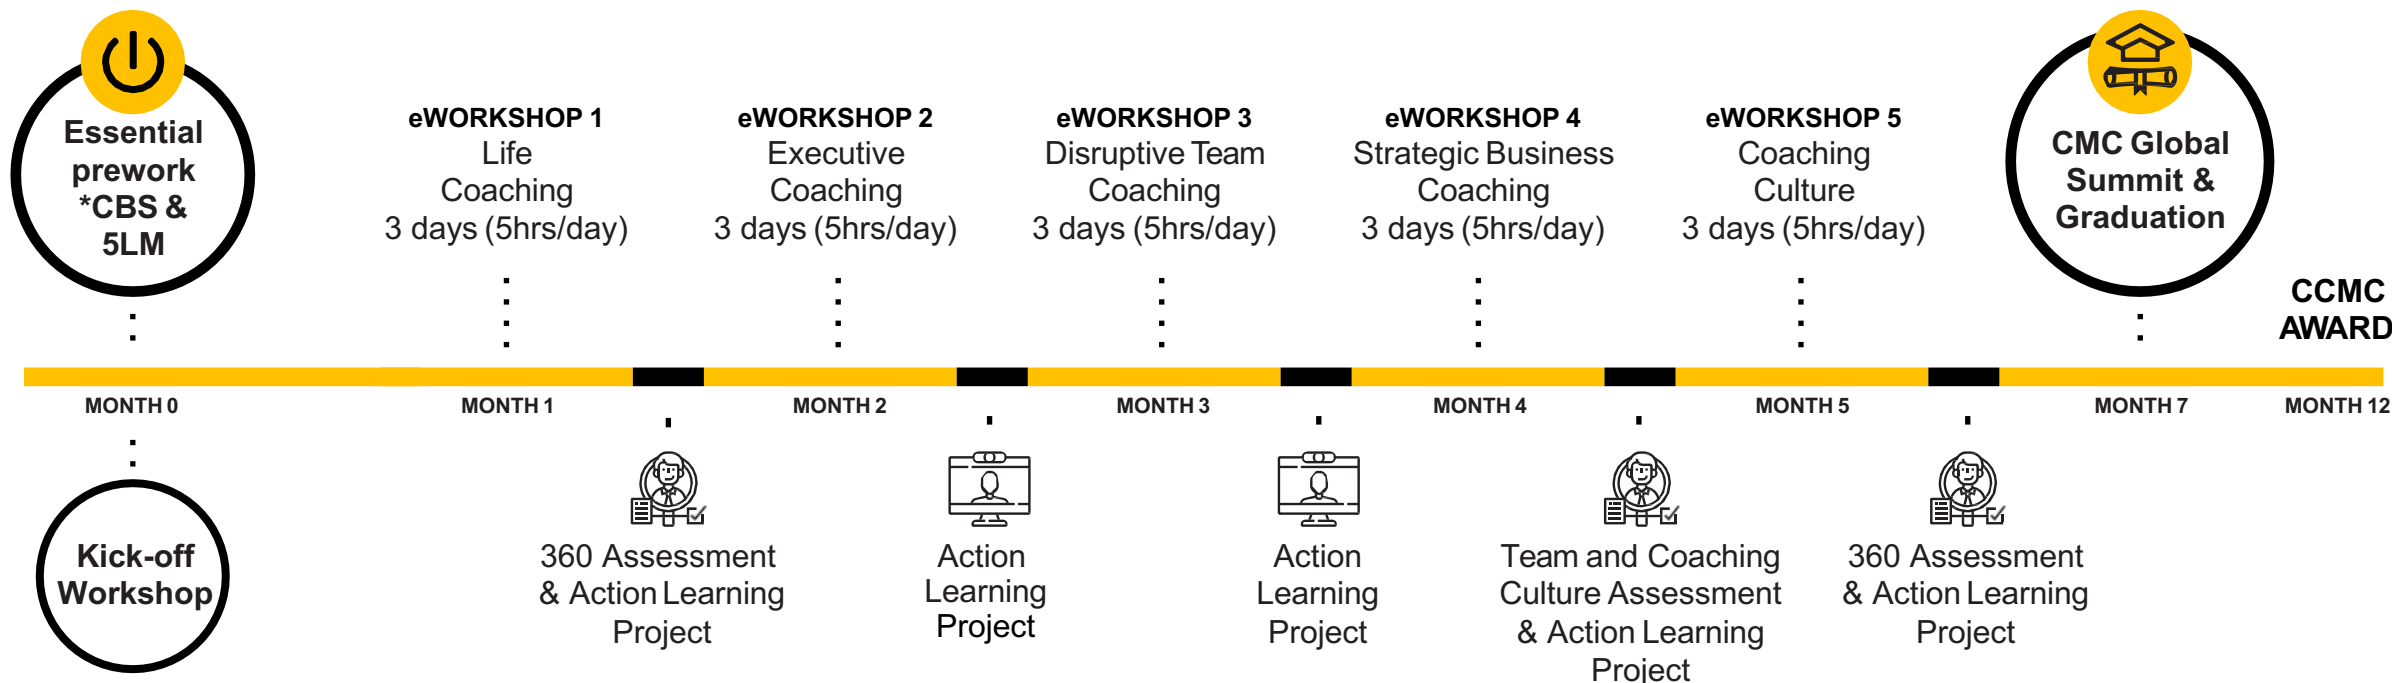 Essential
prework
*CBS &
5LM
eWORKSHOP 1
Life
Coaching
3 days (5hrs/day)
eWORKSHOP 2
Executive
Coaching
3 days (5hrs/day)
eWORKSHOP 3
Disruptive Team
Coaching
3 days (5hrs/day)
eWORKSHOP 4
Strategic Business
Coaching
3 days (5hrs/day)
eWORKSHOP 5
Coaching
Culture
3 days (5hrs/day)
CMC Global
Summit &
Graduation
CCMC
AWARD
MONTH 0
MONTH 1
MONTH 2
MONTH 3
MONTH 4
MONTH 5
MONTH 7
MONTH 12
Kick-off
Workshop
360 Assessment
& Action Learning
Project
Action
Learning
Project
Action
Learning
Project
Team and Coaching
Culture Assessment
& Action Learning
Project
360 Assessment
& Action Learning
Project